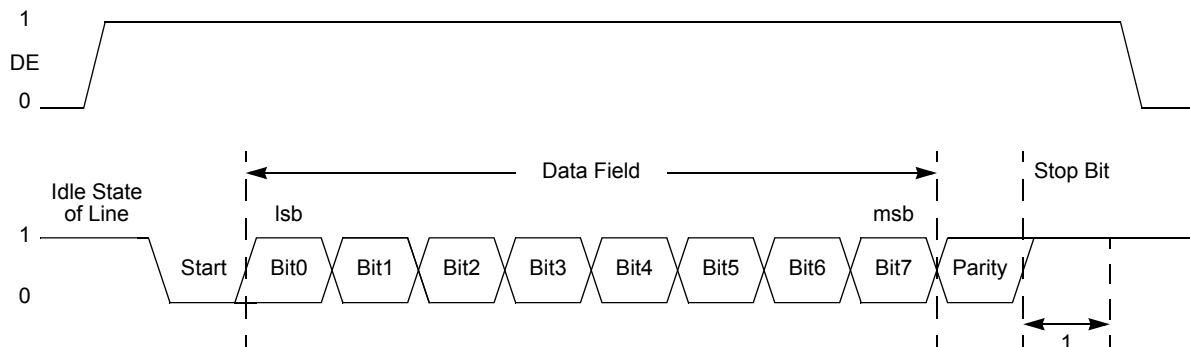 1
DE
0
Data Field
Stop Bit
Idle State
of Line
lsb
msb
1
Start
Bit0
Bit1
Bit2
Bit3
Bit4
Bit5
Bit6
Bit7
Parity
0
1